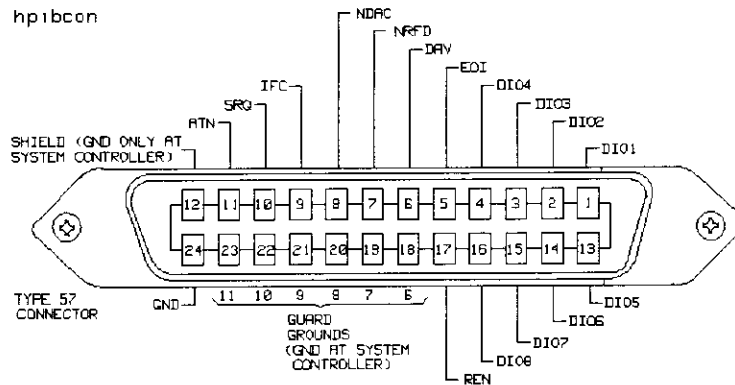 hpibcon
NDAC
NRFD
DAV
IFC
EOI
SRQ
DIO4
ATN
DIO3
DIO2
SHIELD (GND ONLY AT
SYSTEM CONTROLLER)
DIO1
12 11 10 9 8 7 6 5 4 3 2 1
24 23 22 21 20 19 18 17 16 15 14 13
TYPE 57
CONNECTOR
GND
11 10 9 8 7 6
DIO5
GUARD
GROUNDS
(GND AT SYSTEM
CONTROLLER)
DIO6
DIO7
DIO8
REN